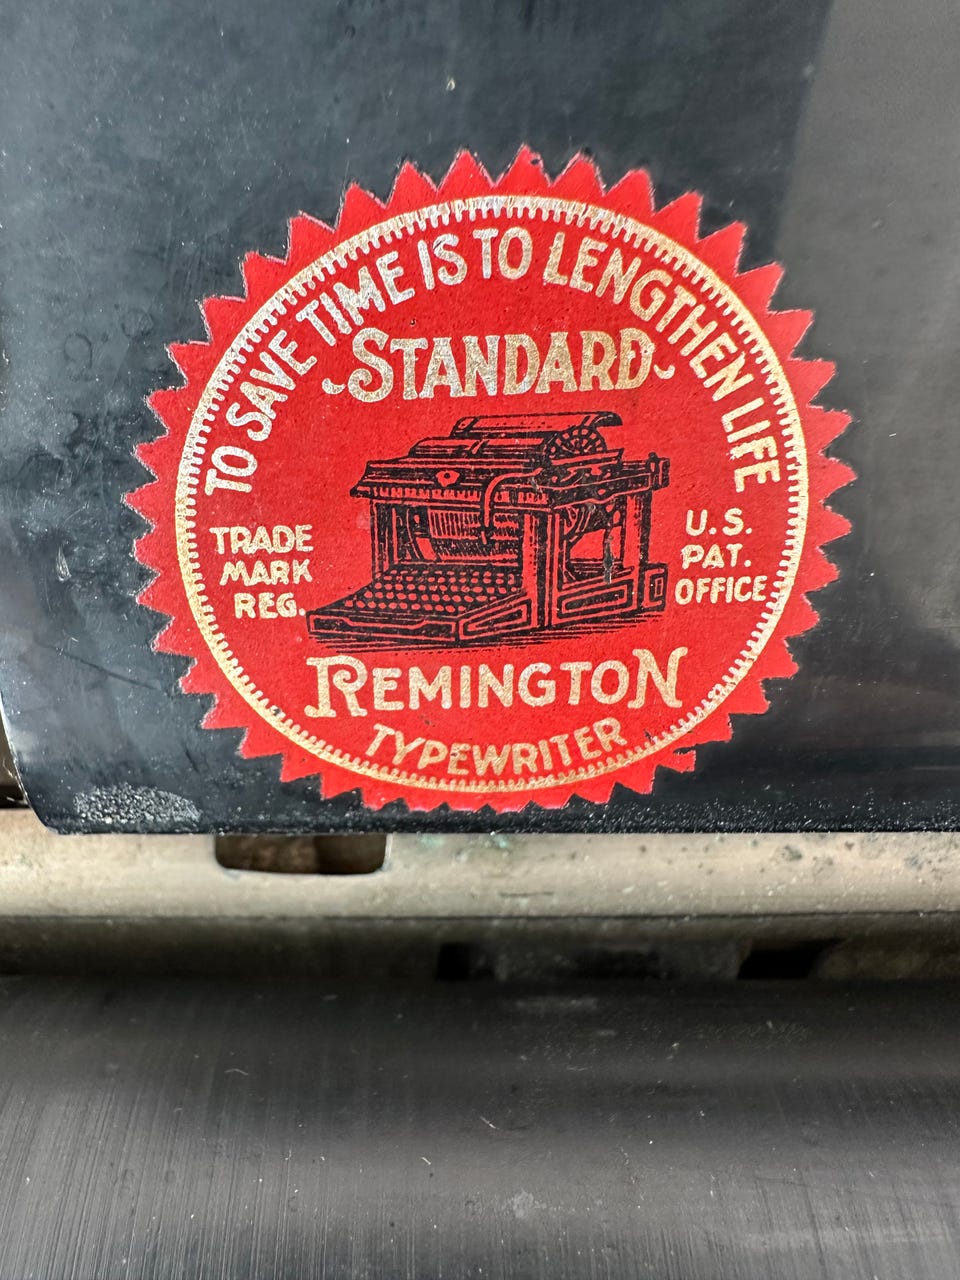 TO SAVE TIME IS TO LENGTHEN LIFE
STANDARD
TRADE
MARK
REG.
U.S.
PAT.
OFFICE
REMINGTON
TYPEWRITER